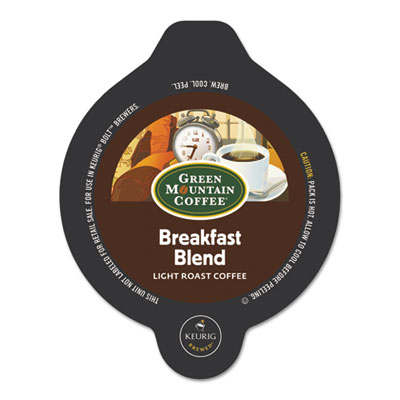 BREW. COOL. PEEL.
THIS UNIT NOT LABELED FOR RETAIL SALE. FOR USE IN KEURIG® BOLT™ BREWERS.
CAUTION: PACK IS HOT. ALLOW TO COOL BEFORE PEELING.
GREEN
MOUNTAIN
COFFEE®
Breakfast
Blend
LIGHT ROAST COFFEE
KEURIG
BREWED®